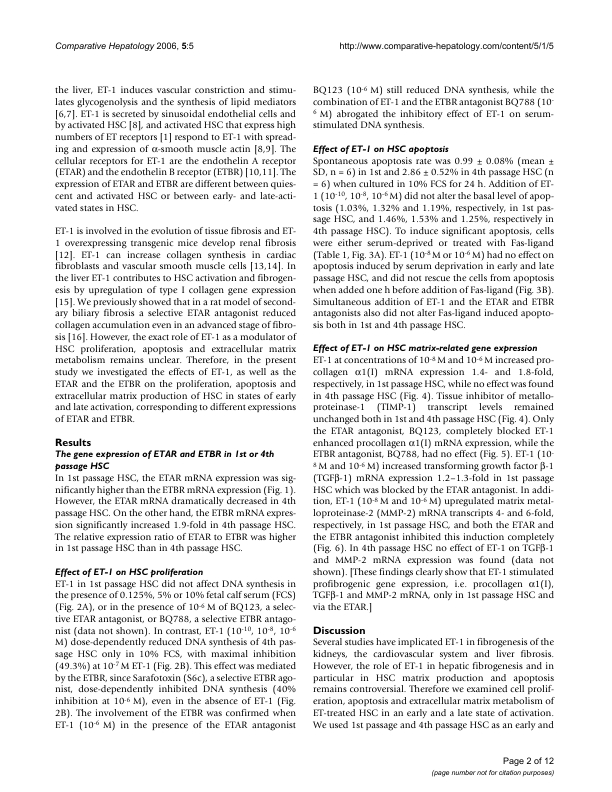 Comparative Hepatology 2006, 5:5
http://www.comparative-hepatology.com/content/5/1/5
the liver, ET-1 induces vascular constriction and stimu-
lates glycogenolysis and the synthesis of lipid mediators
[6,7]. ET-1 is secreted by sinusoidal endothelial cells and
by activated HSC [8], and activated HSC that express high
numbers of ET receptors [1] respond to ET-1 with spread-
ing and expression of α-smooth muscle actin [8,9]. The
cellular receptors for ET-1 are the endothelin A receptor
(ETAR) and the endothelin B receptor (ETBR) [10,11]. The
expression of ETAR and ETBR are different between quies-
cent and activated HSC or between early- and late-acti-
vated states in HSC.
ET-1 is involved in the evolution of tissue fibrosis and ET-
1 overexpressing transgenic mice develop renal fibrosis
[12]. ET-1 can increase collagen synthesis in cardiac
fibroblasts and vascular smooth muscle cells [13,14]. In
the liver ET-1 contributes to HSC activation and fibrogen-
esis by upregulation of type I collagen gene expression
[15]. We previously showed that in a rat model of second-
ary biliary fibrosis a selective ETAR antagonist reduced
collagen accumulation even in an advanced stage of fibro-
sis [16]. However, the exact role of ET-1 as a modulator of
HSC proliferation, apoptosis and extracellular matrix
metabolism remains unclear. Therefore, in the present
study we investigated the effects of ET-1, as well as the
ETAR and the ETBR on the proliferation, apoptosis and
extracellular matrix production of HSC in states of early
and late activation, corresponding to different expressions
of ETAR and ETBR.
Results
The gene expression of ETAR and ETBR in 1st or 4th
passage HSC
In 1st passage HSC, the ETAR mRNA expression was sig-
nificantly higher than the ETBR mRNA expression (Fig. 1).
However, the ETAR mRNA dramatically decreased in 4th
passage HSC. On the other hand, the ETBR mRNA expres-
sion significantly increased 1.9-fold in 4th passage HSC.
The relative expression ratio of ETAR to ETBR was higher
in 1st passage HSC than in 4th passage HSC.
Effect of ET-1 on HSC proliferation
ET-1 in 1st passage HSC did not affect DNA synthesis in
the presence of 0.125%, 5% or 10% fetal calf serum (FCS)
(Fig. 2A), or in the presence of 10-6 M of BQ123, a selec-
tive ETAR antagonist, or BQ788, a selective ETBR antago-
nist (data not shown). In contrast, ET-1 (10-10, 10-8, 10-6
M) dose-dependently reduced DNA synthesis of 4th pas-
sage HSC only in 10% FCS, with maximal inhibition
(49.3%) at 10-7 M ET-1 (Fig. 2B). This effect was mediated
by the ETBR, since Sarafotoxin (S6c), a selective ETBR ago-
nist, dose-dependently inhibited DNA synthesis (40%
inhibition at 10-6 M), even in the absence of ET-1 (Fig.
2B). The involvement of the ETBR was confirmed when
ET-1 (10-6 M) in the presence of the ETAR antagonist
BQ123 (10-6 M) still reduced DNA synthesis, while the
combination of ET-1 and the ETBR antagonist BQ788 (10-
6 M) abrogated the inhibitory effect of ET-1 on serum-
stimulated DNA synthesis.
Effect of ET-1 on HSC apoptosis
Spontaneous apoptosis rate was 0.99 ± 0.08% (mean ±
SD, n = 6) in 1st and 2.86 ± 0.52% in 4th passage HSC (n
= 6) when cultured in 10% FCS for 24 h. Addition of ET-
1 (10-10, 10-8, 10-6 M) did not alter the basal level of apop-
tosis (1.03%, 1.32% and 1.19%, respectively, in 1st pas-
sage HSC, and 1.46%, 1.53% and 1.25%, respectively in
4th passage HSC). To induce significant apoptosis, cells
were either serum-deprived or treated with Fas-ligand
(Table 1, Fig. 3A). ET-1 (10-8 M or 10-6 M) had no effect on
apoptosis induced by serum deprivation in early and late
passage HSC, and did not rescue the cells from apoptosis
when added one h before addition of Fas-ligand (Fig. 3B).
Simultaneous addition of ET-1 and the ETAR and ETBR
antagonists also did not alter Fas-ligand induced apopto-
sis both in 1st and 4th passage HSC.
Effect of ET-1 on HSC matrix-related gene expression
ET-1 at concentrations of 10-8 M and 10-6 M increased pro-
collagen α1(I) mRNA expression 1.4- and 1.8-fold,
respectively, in 1st passage HSC, while no effect was found
in 4th passage HSC (Fig. 4). Tissue inhibitor of metallo-
proteinase-1 (TIMP-1) transcript levels remained
unchanged both in 1st and 4th passage HSC (Fig. 4). Only
the ETAR antagonist, BQ123, completely blocked ET-1
enhanced procollagen α1(I) mRNA expression, while the
ETBR antagonist, BQ788, had no effect (Fig. 5). ET-1 (10-
8 M and 10-6 M) increased transforming growth factor β-1
(TGFβ-1) mRNA expression 1.2–1.3-fold in 1st passage
HSC which was blocked by the ETAR antagonist. In addi-
tion, ET-1 (10-8 M and 10-6 M) upregulated matrix metal-
loproteinase-2 (MMP-2) mRNA transcripts 4- and 6-fold,
respectively, in 1st passage HSC, and both the ETAR and
the ETBR antagonist inhibited this induction completely
(Fig. 6). In 4th passage HSC no effect of ET-1 on TGFβ-1
and MMP-2 mRNA expression was found (data not
shown). [These findings clearly show that ET-1 stimulated
profibrogenic gene expression, i.e. procollagen α1(I),
TGFβ-1 and MMP-2 mRNA, only in 1st passage HSC and
via the ETAR.]
Discussion
Several studies have implicated ET-1 in fibrogenesis of the
kidneys, the cardiovascular system and liver fibrosis.
However, the role of ET-1 in hepatic fibrogenesis and in
particular in HSC matrix production and apoptosis
remains controversial. Therefore we examined cell prolif-
eration, apoptosis and extracellular matrix metabolism of
ET-treated HSC in an early and a late state of activation.
We used 1st passage and 4th passage HSC as an early and
Page 2 of 12
(page number not for citation purposes)